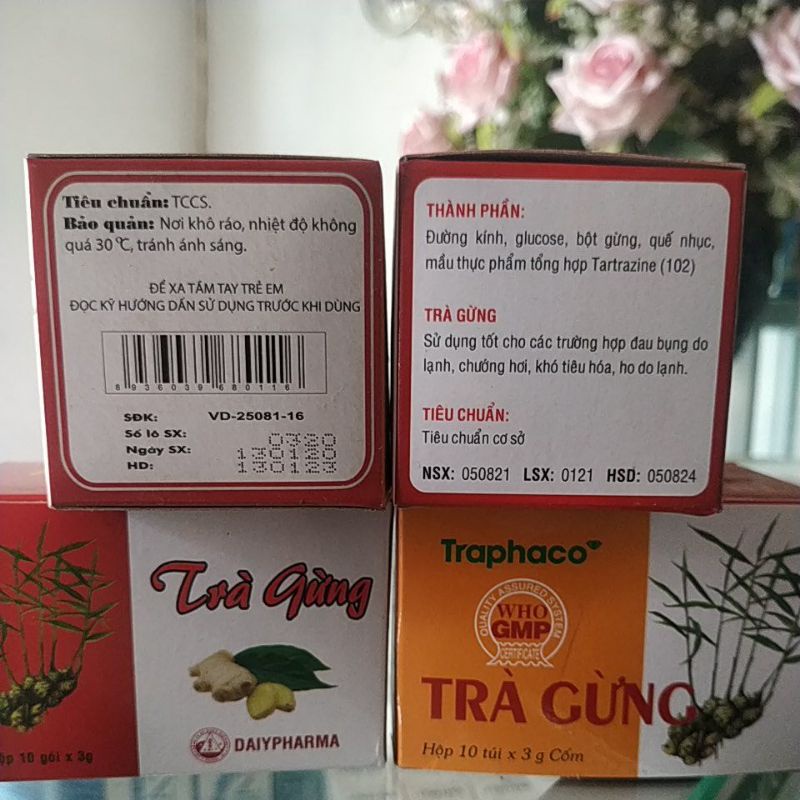 Tiêu chuẩn: TCCS.
Bảo quản: Nơi khô ráo, nhiệt độ không
quá 30°C, tránh ánh sáng.
ĐỂ XA TẦM TAY TRẺ EM
ĐỌC KỸ HƯỚNG DẪN SỬ DỤNG TRƯỚC KHI DÙNG
8936039680116
SĐK: VD-25081-16
Số lô SX: 0320
Ngày SX: 130120
HD: 130123
THÀNH PHẦN:
Đường kính, glucose, bột gừng, quế nhục,
mầu thực phẩm tổng hợp Tartrazine (102)
TRÀ GỪNG
Sử dụng tốt cho các trường hợp đau bụng do
lạnh, chướng hơi, khó tiêu hóa, ho do lạnh.
TIÊU CHUẨN:
Tiêu chuẩn cơ sở
NSX: 050821 LSX: 0121 HSD: 050824
Trà Gừng
DAIYPHARMA
Hộp 10 gói x 3g
Traphaco
QUALITY ASSURED SYSTEM
WHO
GMP
CERTIFICATE
TRÀ GỪNG
Hộp 10 túi x 3 g Cốm